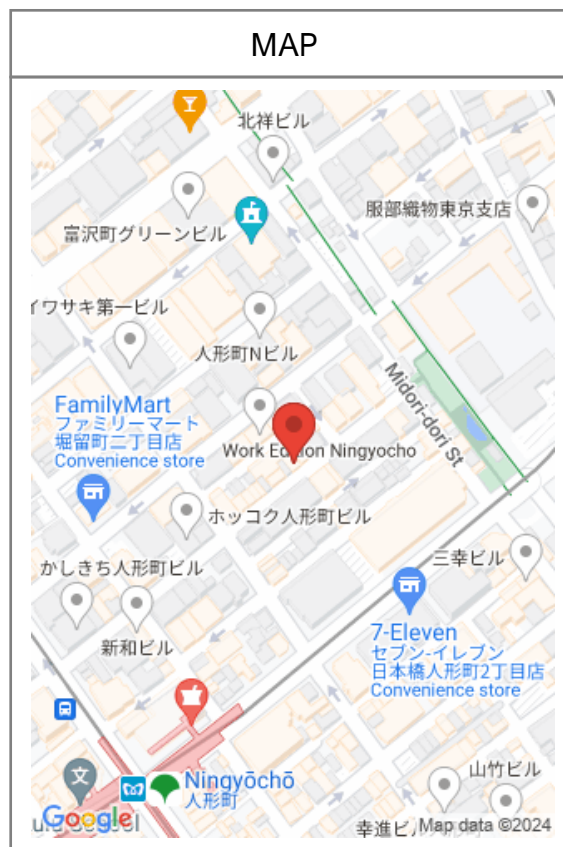 MAP
北祥ビル
服部織物東京支店
富沢町グリーンビル
イワサキ第一ビル
人形町Nビル
Midori-dori St
FamilyMart
ファミリーマート
堀留町二丁目店
Convenience store
Work Edition Ningyocho
ホッコク人形町ビル
かしきち人形町ビル
三幸ビル
新和ビル
7-Eleven
セブン-イレブン
日本橋人形町2丁目店
Convenience store
文
Ningyōchō
人形町
山竹ビル
Google
幸進ビル
Map data ©2024